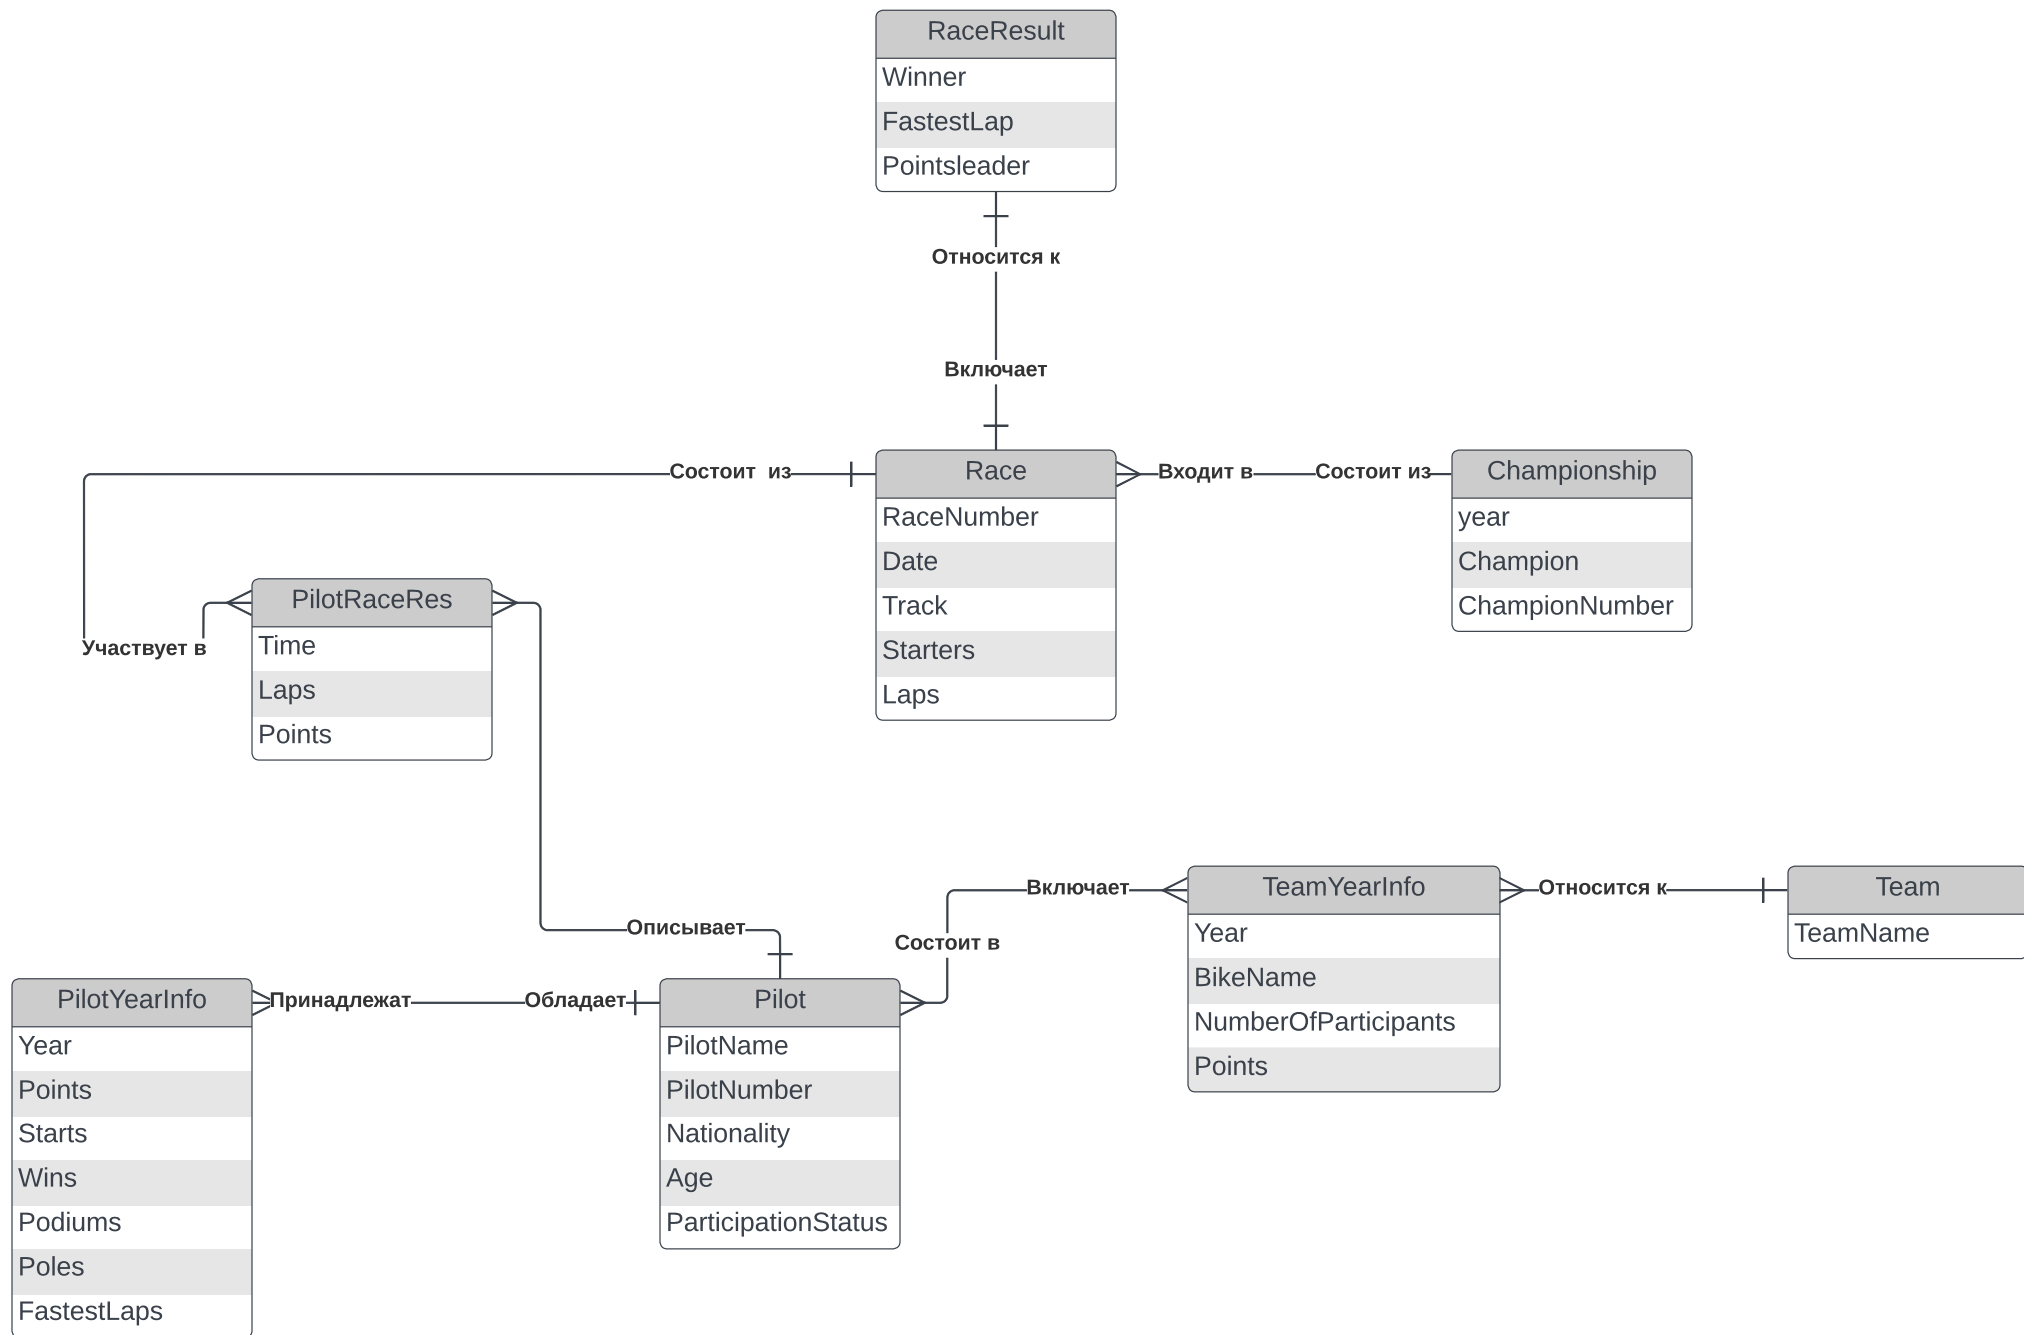 RaceResult
Winner
FastestLap
Pointsleader
Относится к
Включает
Состоит  из
Race
RaceNumber
Date
Track
Starters
Laps
Входит в
Состоит из
Championship
year
Champion
ChampionNumber
Участвует в
PilotRaceRes
Time
Laps
Points
Описывает
PilotYearInfo
Year
Points
Starts
Wins
Podiums
Poles
FastestLaps
Принадлежат
Обладает
Pilot
PilotName
PilotNumber
Nationality
Age
ParticipationStatus
Состоит в
Включает
TeamYearInfo
Year
BikeName
NumberOfParticipants
Points
Относится к
Team
TeamName